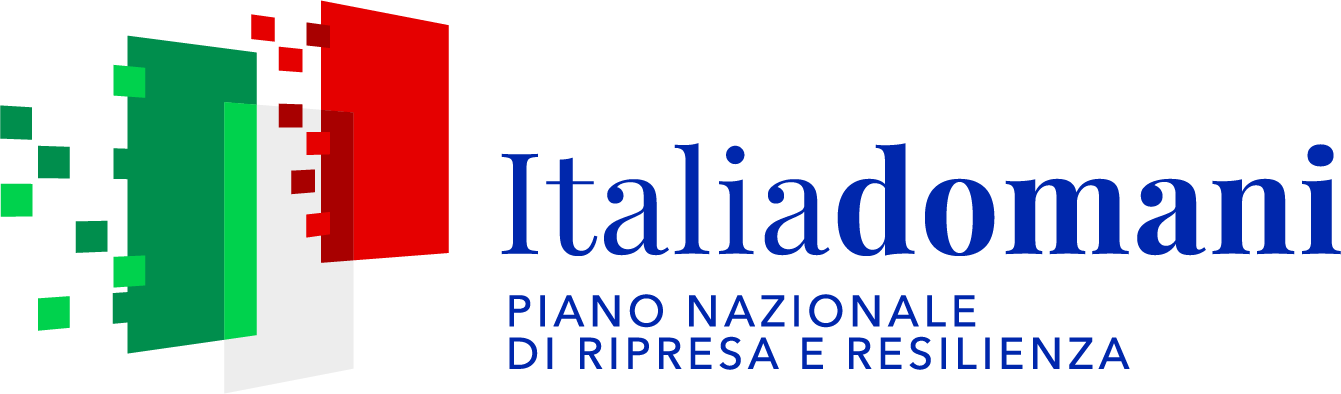 Italiadomani
PIANO NAZIONALE
DI RIPRESA E RESILIENZA